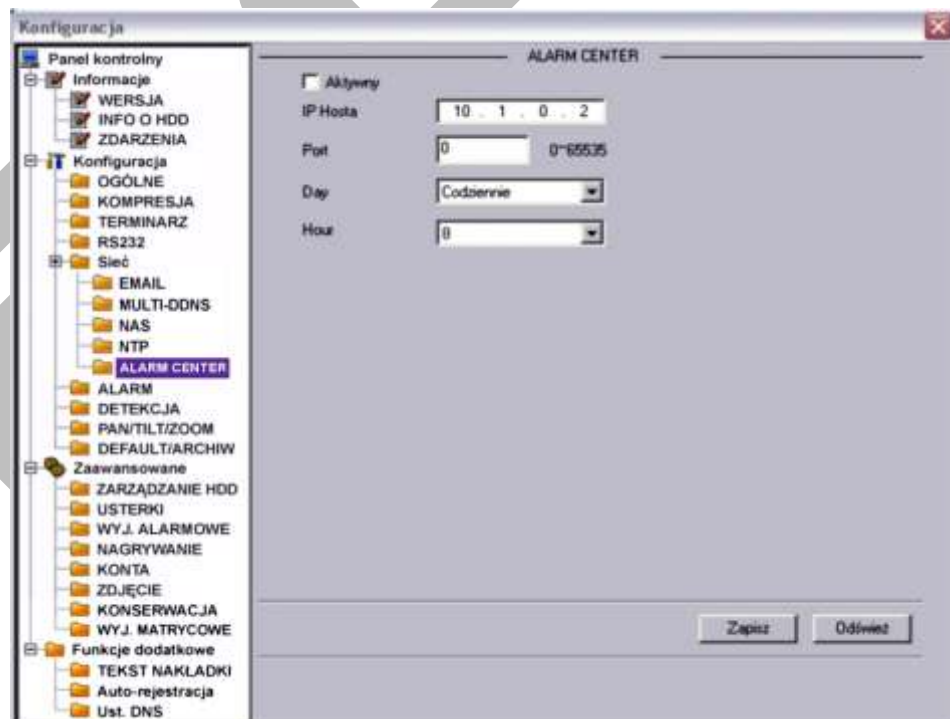 Konfiguracja
Panel kontrolny
Informacje
WERSJA
INFO O HDD
ZDARZENIA
Konfiguracja
OGÓLNE
KOMPRESJA
TERMINARZ
RS232
Sieć
EMAIL
MULTI-DDNS
NAS
NTP
ALARM CENTER
ALARM
DETEKCJA
PAN/TILT/ZOOM
DEFAULT/ARCHIW
Zaawansowane
ZARZĄDZANIE HDD
USTERKI
WYJ. ALARMOWE
NAGRYWANIE
KONTA
ZDJĘCIE
KONSERWACJA
WYJ. MATRYCOWE
Funkcje dodatkowe
TEKST NAKLADKI
Auto-rejestracja
Ust. DNS
ALARM CENTER
Aktywny
IP Hosta 10 . 1 . 0 . 2
Port 0 0~65535
Day Codziennie
Hour 0
Zapisz Odśwież